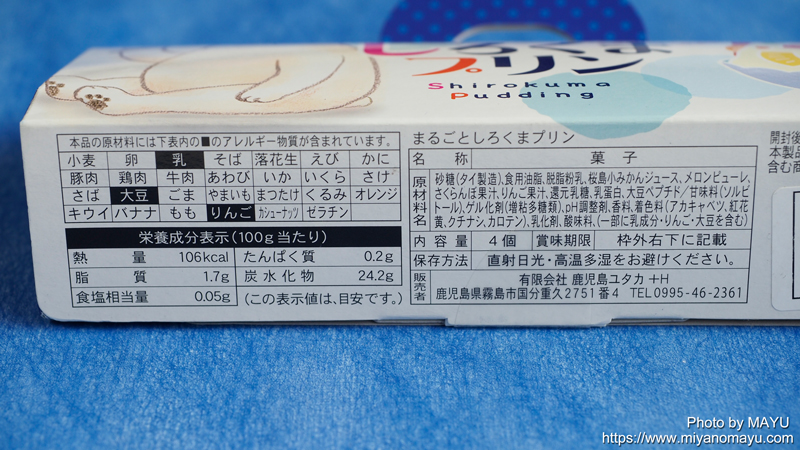 しろくま
プリン
Shirokuma
Pudding
本品の原材料には下表内の■のアレルギー物質が含まれています。
小麦 卵 乳 そば 落花生 えび かに
豚肉 鶏肉 牛肉 あわび いか いくら さけ
さば 大豆 ごま やまいも まつたけ くるみ オレンジ
キウイ バナナ もも りんご カシューナッツ ゼラチン
栄養成分表示(100g当たり)
熱量 106kcal たんぱく質 0.2g
脂質 1.7g 炭水化物 24.2g
食塩相当量 0.05g (この表示値は、目安です。)
まるごとしろくまプリン
名称 菓子
原材料名 砂糖(タイ製造)、食用油脂、脱脂粉乳、桜島小みかんジュース、メロンピューレ、
さくらんぼ果汁、りんご果汁、還元乳糖、乳蛋白、大豆ペプチド/甘味料(ソルビ
トール)、ゲル化剤(増粘多糖類)、pH調整剤、香料、着色料(アカキャベツ、紅花
黄、クチナシ、カロテン)、乳化剤、酸味料、(一部に乳成分・りんご・大豆を含む)
内容量 4個 賞味期限 枠外右下に記載
保存方法 直射日光・高温多湿をお避けください。
販売者 有限会社 鹿児島ユタカ +H
鹿児島県霧島市国分重久2751番4 TEL0995-46-2361
開封後
本製品
含む商
Photo by MAYU
https://www.miyanomayu.com/